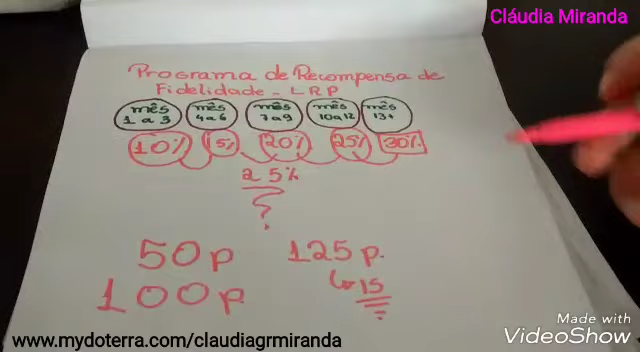 Cláudia Miranda
Programa de Recompensa de
Fidelidade - LRP
mês 1 a 3 mês 4 a 6 mês 7 a 9 mês 10 a 12 mês 13+
10% 15% 20% 25% 30%
25%
?
50p 125p.
↳ 15
100p
www.mydoterra.com/claudiagrmiranda
Made with
VideoShow